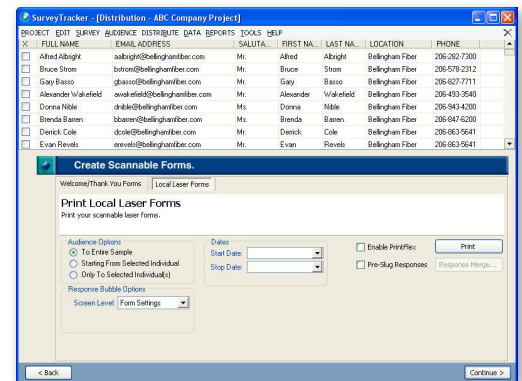 SurveyTracker - [Distribution - ABC Company Project]
PROJECT EDIT SURVEY AUDIENCE DISTRIBUTE DATA REPORTS TOOLS HELP
X FULL NAME EMAIL ADDRESS SALUTA... FIRST NA... LAST NA... LOCATION PHONE
Alfred Albright aalbright@bellinghamfiber.com Mr. Alfred Albright Bellingham Fiber 206-282-7300
Bruce Strom bstrom@bellinghamfiber.com Mr. Bruce Strom Bellingham Fiber 206-578-2312
Gary Basso gbasso@bellinghamfiber.com Mr. Gary Basso Bellingham Fiber 206-827-7711
Alexander Wakefield awakefield@bellinghamfiber.com Mr. Alexander Wakefield Bellingham Fiber 206-493-3540
Donna Nible dnible@bellinghamfiber.com Ms. Donna Nible Bellingham Fiber 206-943-4200
Brenda Barren bbarren@bellinghamfiber.com Ms. Brenda Barren Bellingham Fiber 206-847-6200
Derrick Cole dcole@bellinghamfiber.com Mr. Derrick Cole Bellingham Fiber 206-863-5641
Evan Revels erevels@bellinghamfiber.com Mr. Evan Revels Bellingham Fiber 206-863-5641
Create Scannable Forms.
Welcome/Thank You Forms Local Laser Forms
Print Local Laser Forms
Print your scannable laser forms.
Audience Options
To Entire Sample
Starting From Selected Individual
Only To Selected Individual(s)
Response Bubble Options
Screen Level: Form Settings
Dates
Start Date:
Stop Date:
Enable PrintFlex
Pre-Slug Responses
Print
Response Merge...
< Back
Continue >